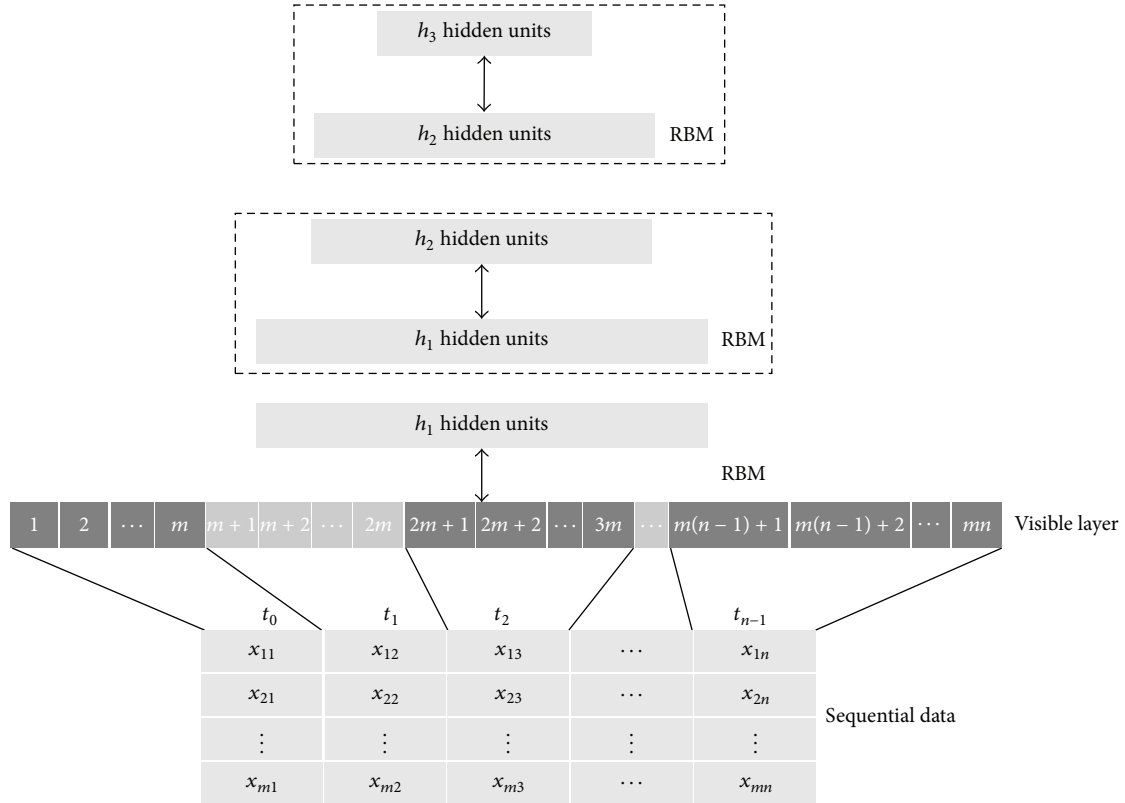 h₃ hidden units
h₂ hidden units RBM
h₂ hidden units
h₁ hidden units RBM
h₁ hidden units
RBM
1 2 ⋯ m m + 1 m + 2 ⋯ 2m 2m + 1 2m + 2 ⋯ 3m ⋯ m(n − 1) + 1 m(n − 1) + 2 ⋯ mn Visible layer
t₀ t₁ t₂ tₙ₋₁
x₁₁ x₁₂ x₁₃ ⋯ x₁ₙ
x₂₁ x₂₂ x₂₃ ⋯ x₂ₙ
Sequential data
⋮ ⋮ ⋮ ⋮ ⋮
xₘ₁ xₘ₂ xₘ₃ ⋯ xₘₙ